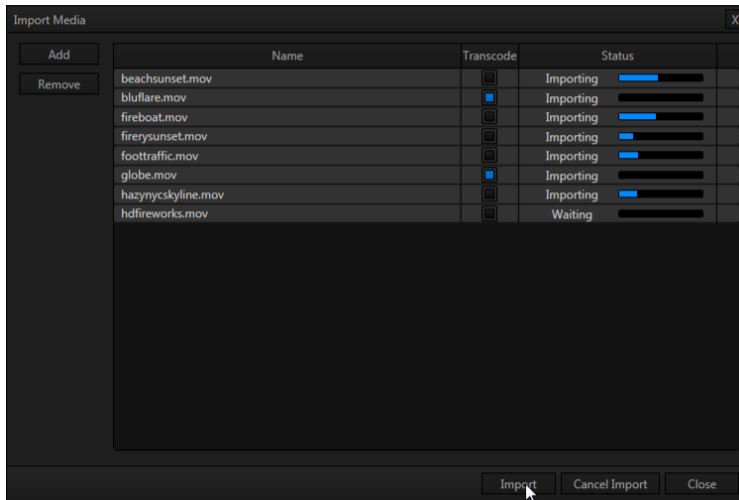 Import Media X
Add
Remove
Name Transcode Status
beachsunset.mov Importing
bluflare.mov Importing
fireboat.mov Importing
firerysunset.mov Importing
foottraffic.mov Importing
globe.mov Importing
hazynycskyline.mov Importing
hdfireworks.mov Waiting
Import Cancel Import Close